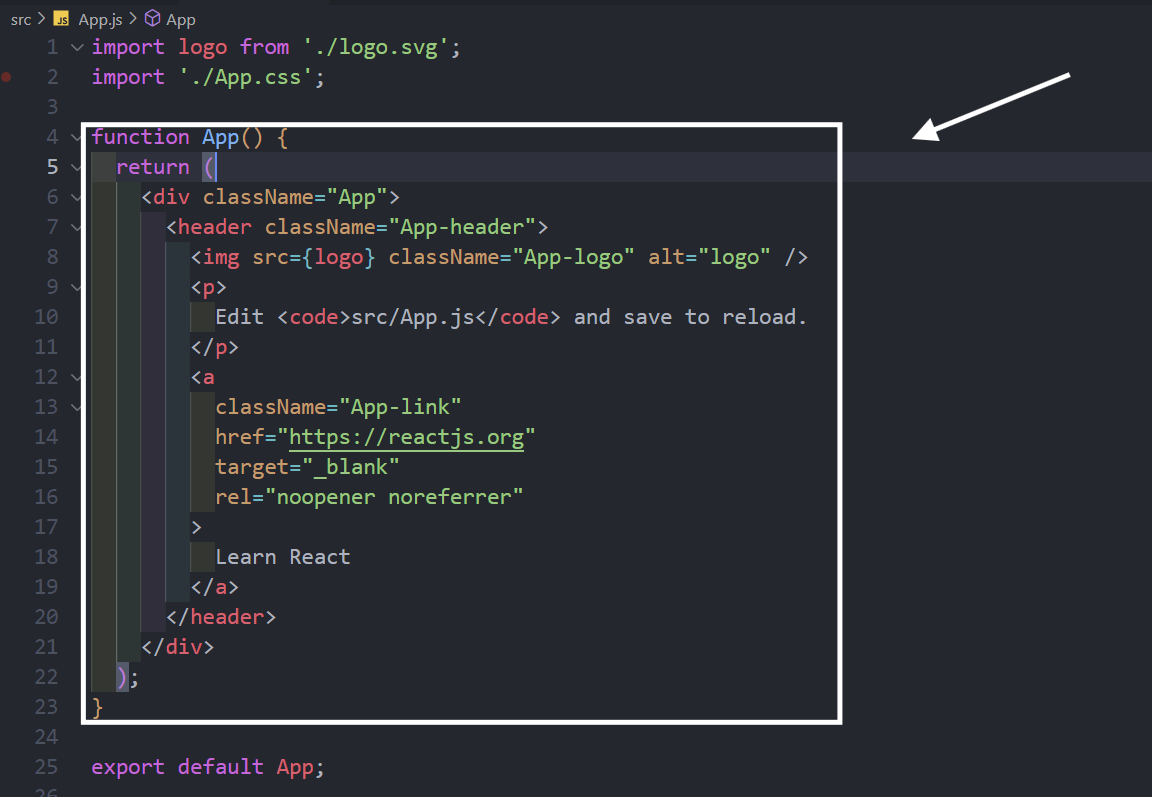 src > JS App.js > App
1 import logo from './logo.svg';
2 import './App.css';
3
4 function App() {
5   return (
6     <div className="App">
7       <header className="App-header">
8         <img src={logo} className="App-logo" alt="logo" />
9         <p>
10           Edit <code>src/App.js</code> and save to reload.
11         </p>
12         <a
13           className="App-link"
14           href="https://reactjs.org"
15           target="_blank"
16           rel="noopener noreferrer"
17         >
18           Learn React
19         </a>
20       </header>
21     </div>
22   );
23 }
24
25 export default App;
26